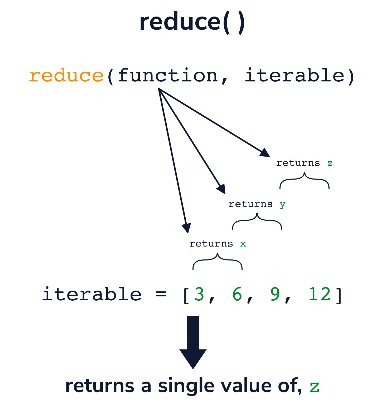 reduce( )
reduce(function, iterable)
returns z
returns y
returns x
iterable = [3, 6, 9, 12]
returns a single value of, z